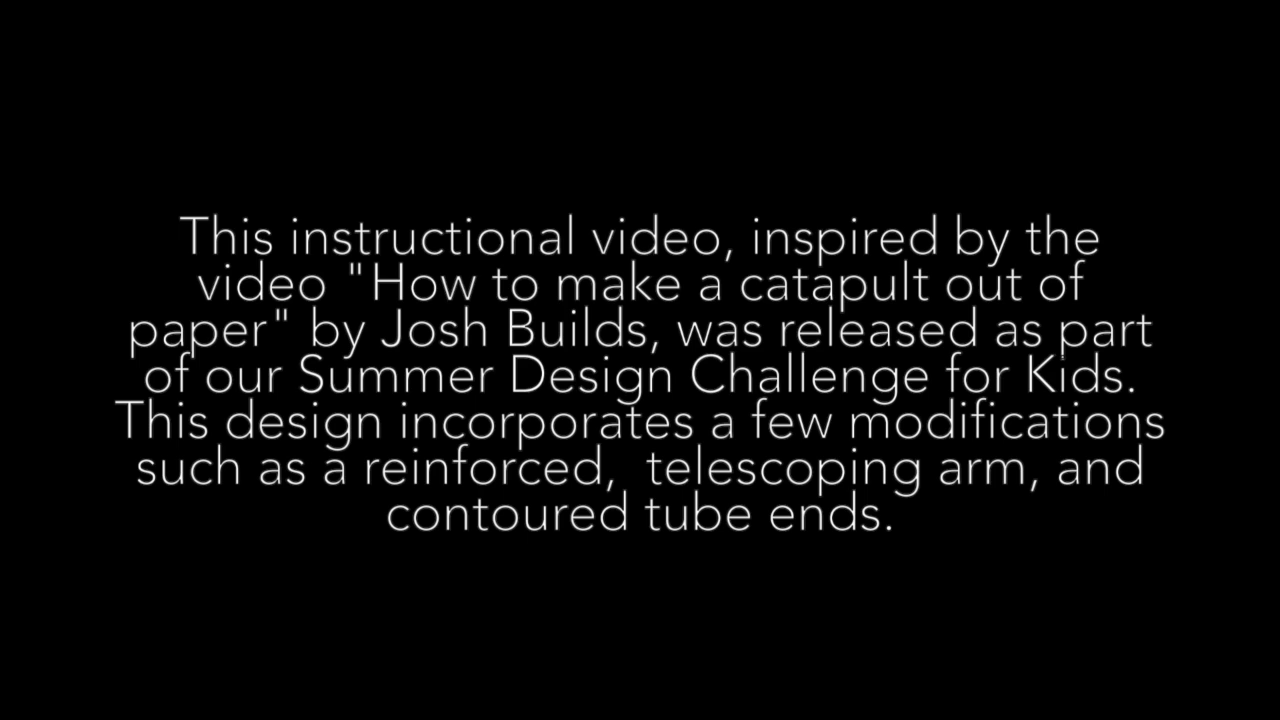 This instructional video, inspired by the
video "How to make a catapult out of
paper" by Josh Builds, was released as part
of our Summer Design Challenge for Kids.
This design incorporates a few modifications
such as a reinforced,  telescoping arm, and
contoured tube ends.